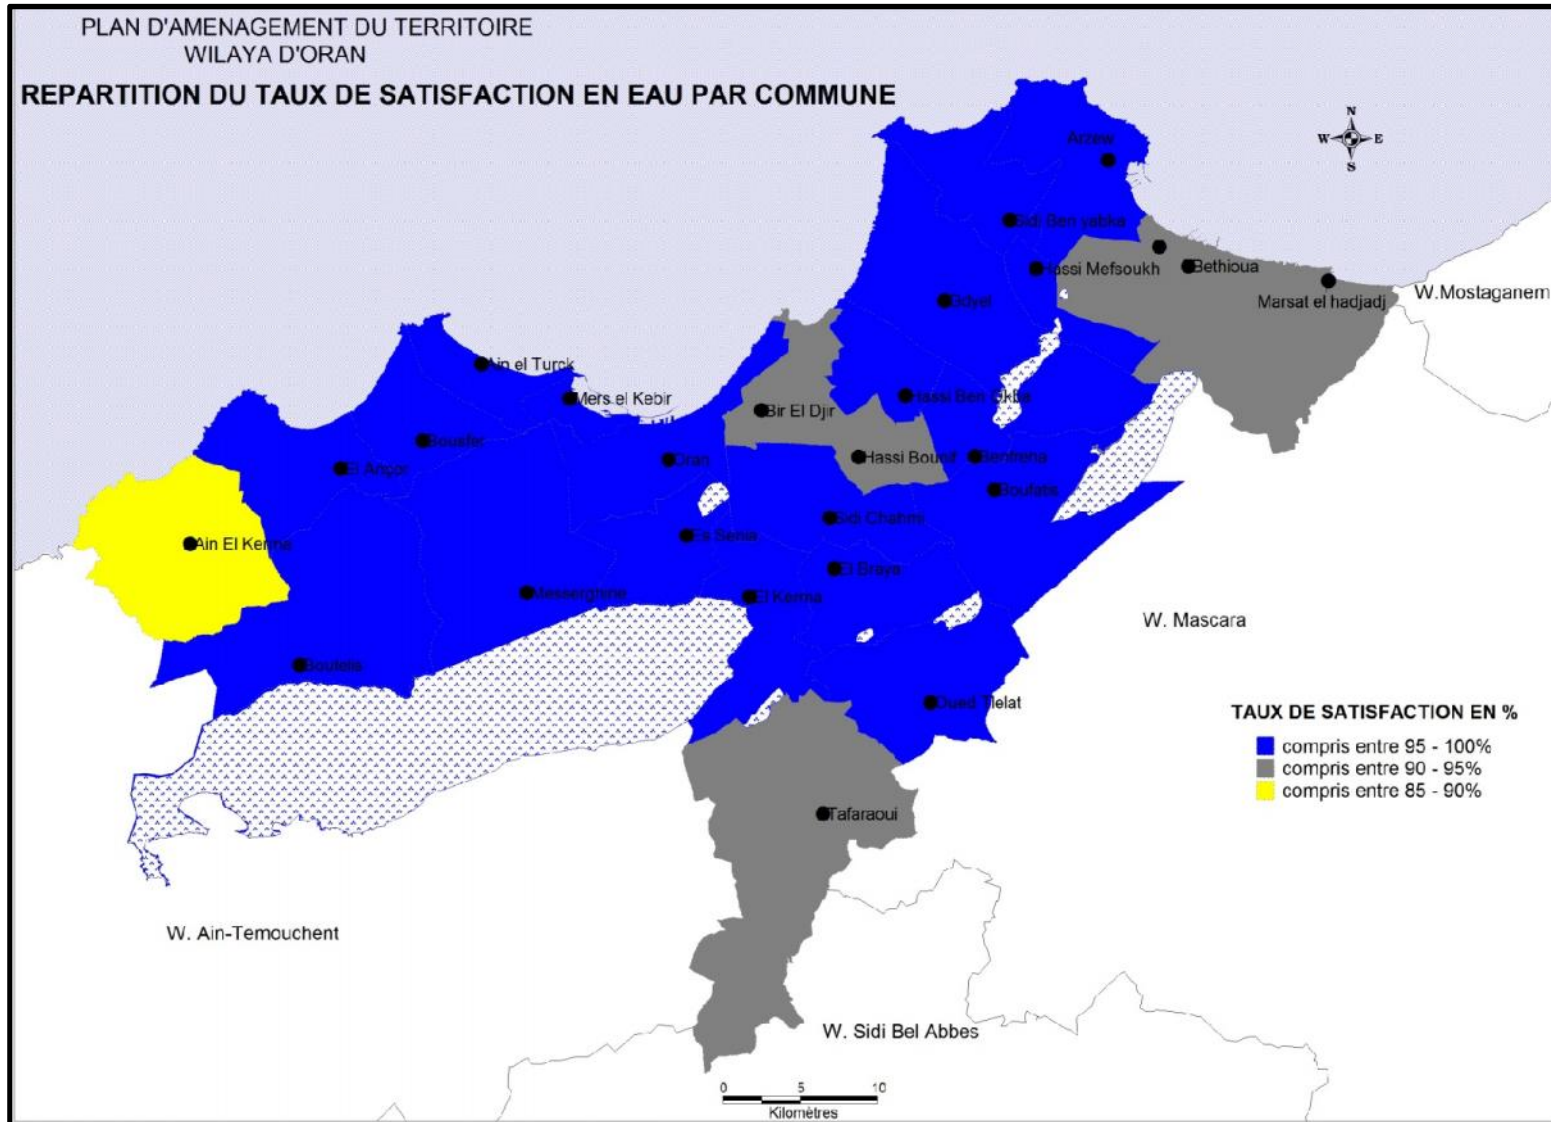 PLAN D'AMENAGEMENT DU TERRITOIRE
WILAYA D'ORAN
REPARTITION DU TAUX DE SATISFACTION EN EAU PAR COMMUNE
N
W E
S
Arzew
Sidi Ben yabka
Hassi Mefsoukh
Bethioua
Marsat el hadjadj
W.Mostaganem
Gdyel
Ain el Turck
Mers el Kebir
Hassi Ben Okba
Bir El Djir
Bousfer
El Ançor
Oran
Hassi Bounif
Benfreha
Boufatis
Sidi Chahmi
Ain El Kerma
Es Senia
El Braya
Messerghine
El Kerma
W. Mascara
Boutelis
Oued Tlelat
TAUX DE SATISFACTION EN %
compris entre 95 - 100%
compris entre 90 - 95%
compris entre 85 - 90%
Tafaraoui
W. Ain-Temouchent
W. Sidi Bel Abbes
0 5 10
Kilomètres